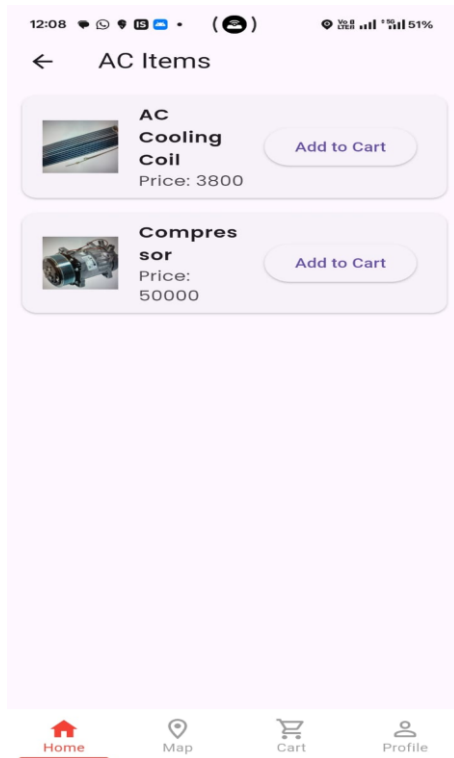 12:08
51%
AC Items
AC
Cooling
Coil
Price: 3800
Add to Cart
Compres
sor
Price:
50000
Add to Cart
Home
Map
Cart
Profile